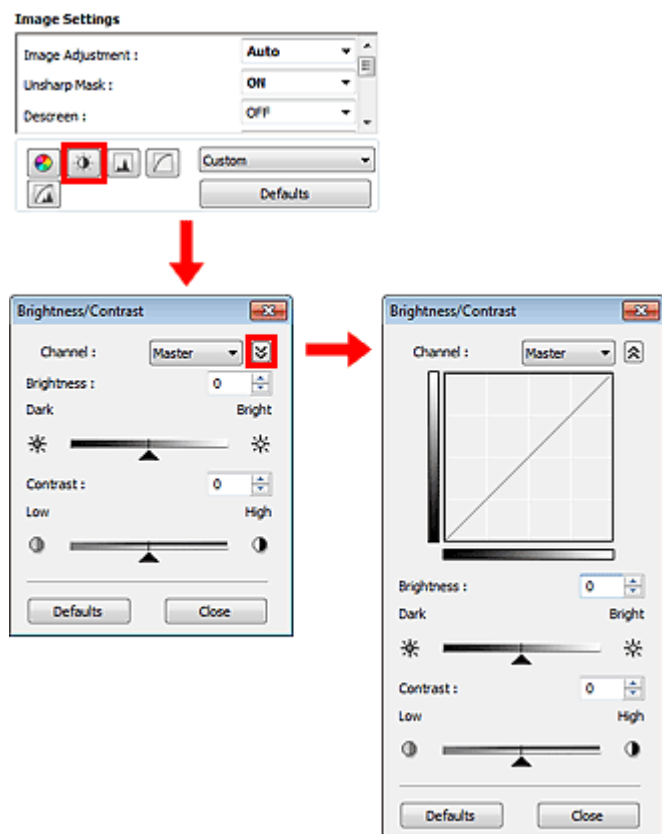 Image Settings
Image Adjustment : Auto
Unsharp Mask : ON
Descreen : OFF
Custom
Defaults
Brightness/Contrast
Channel : Master
Brightness : 0
Dark Bright
Contrast : 0
Low High
Defaults Close
Brightness/Contrast
Channel : Master
Brightness : 0
Dark Bright
Contrast : 0
Low High
Defaults Close